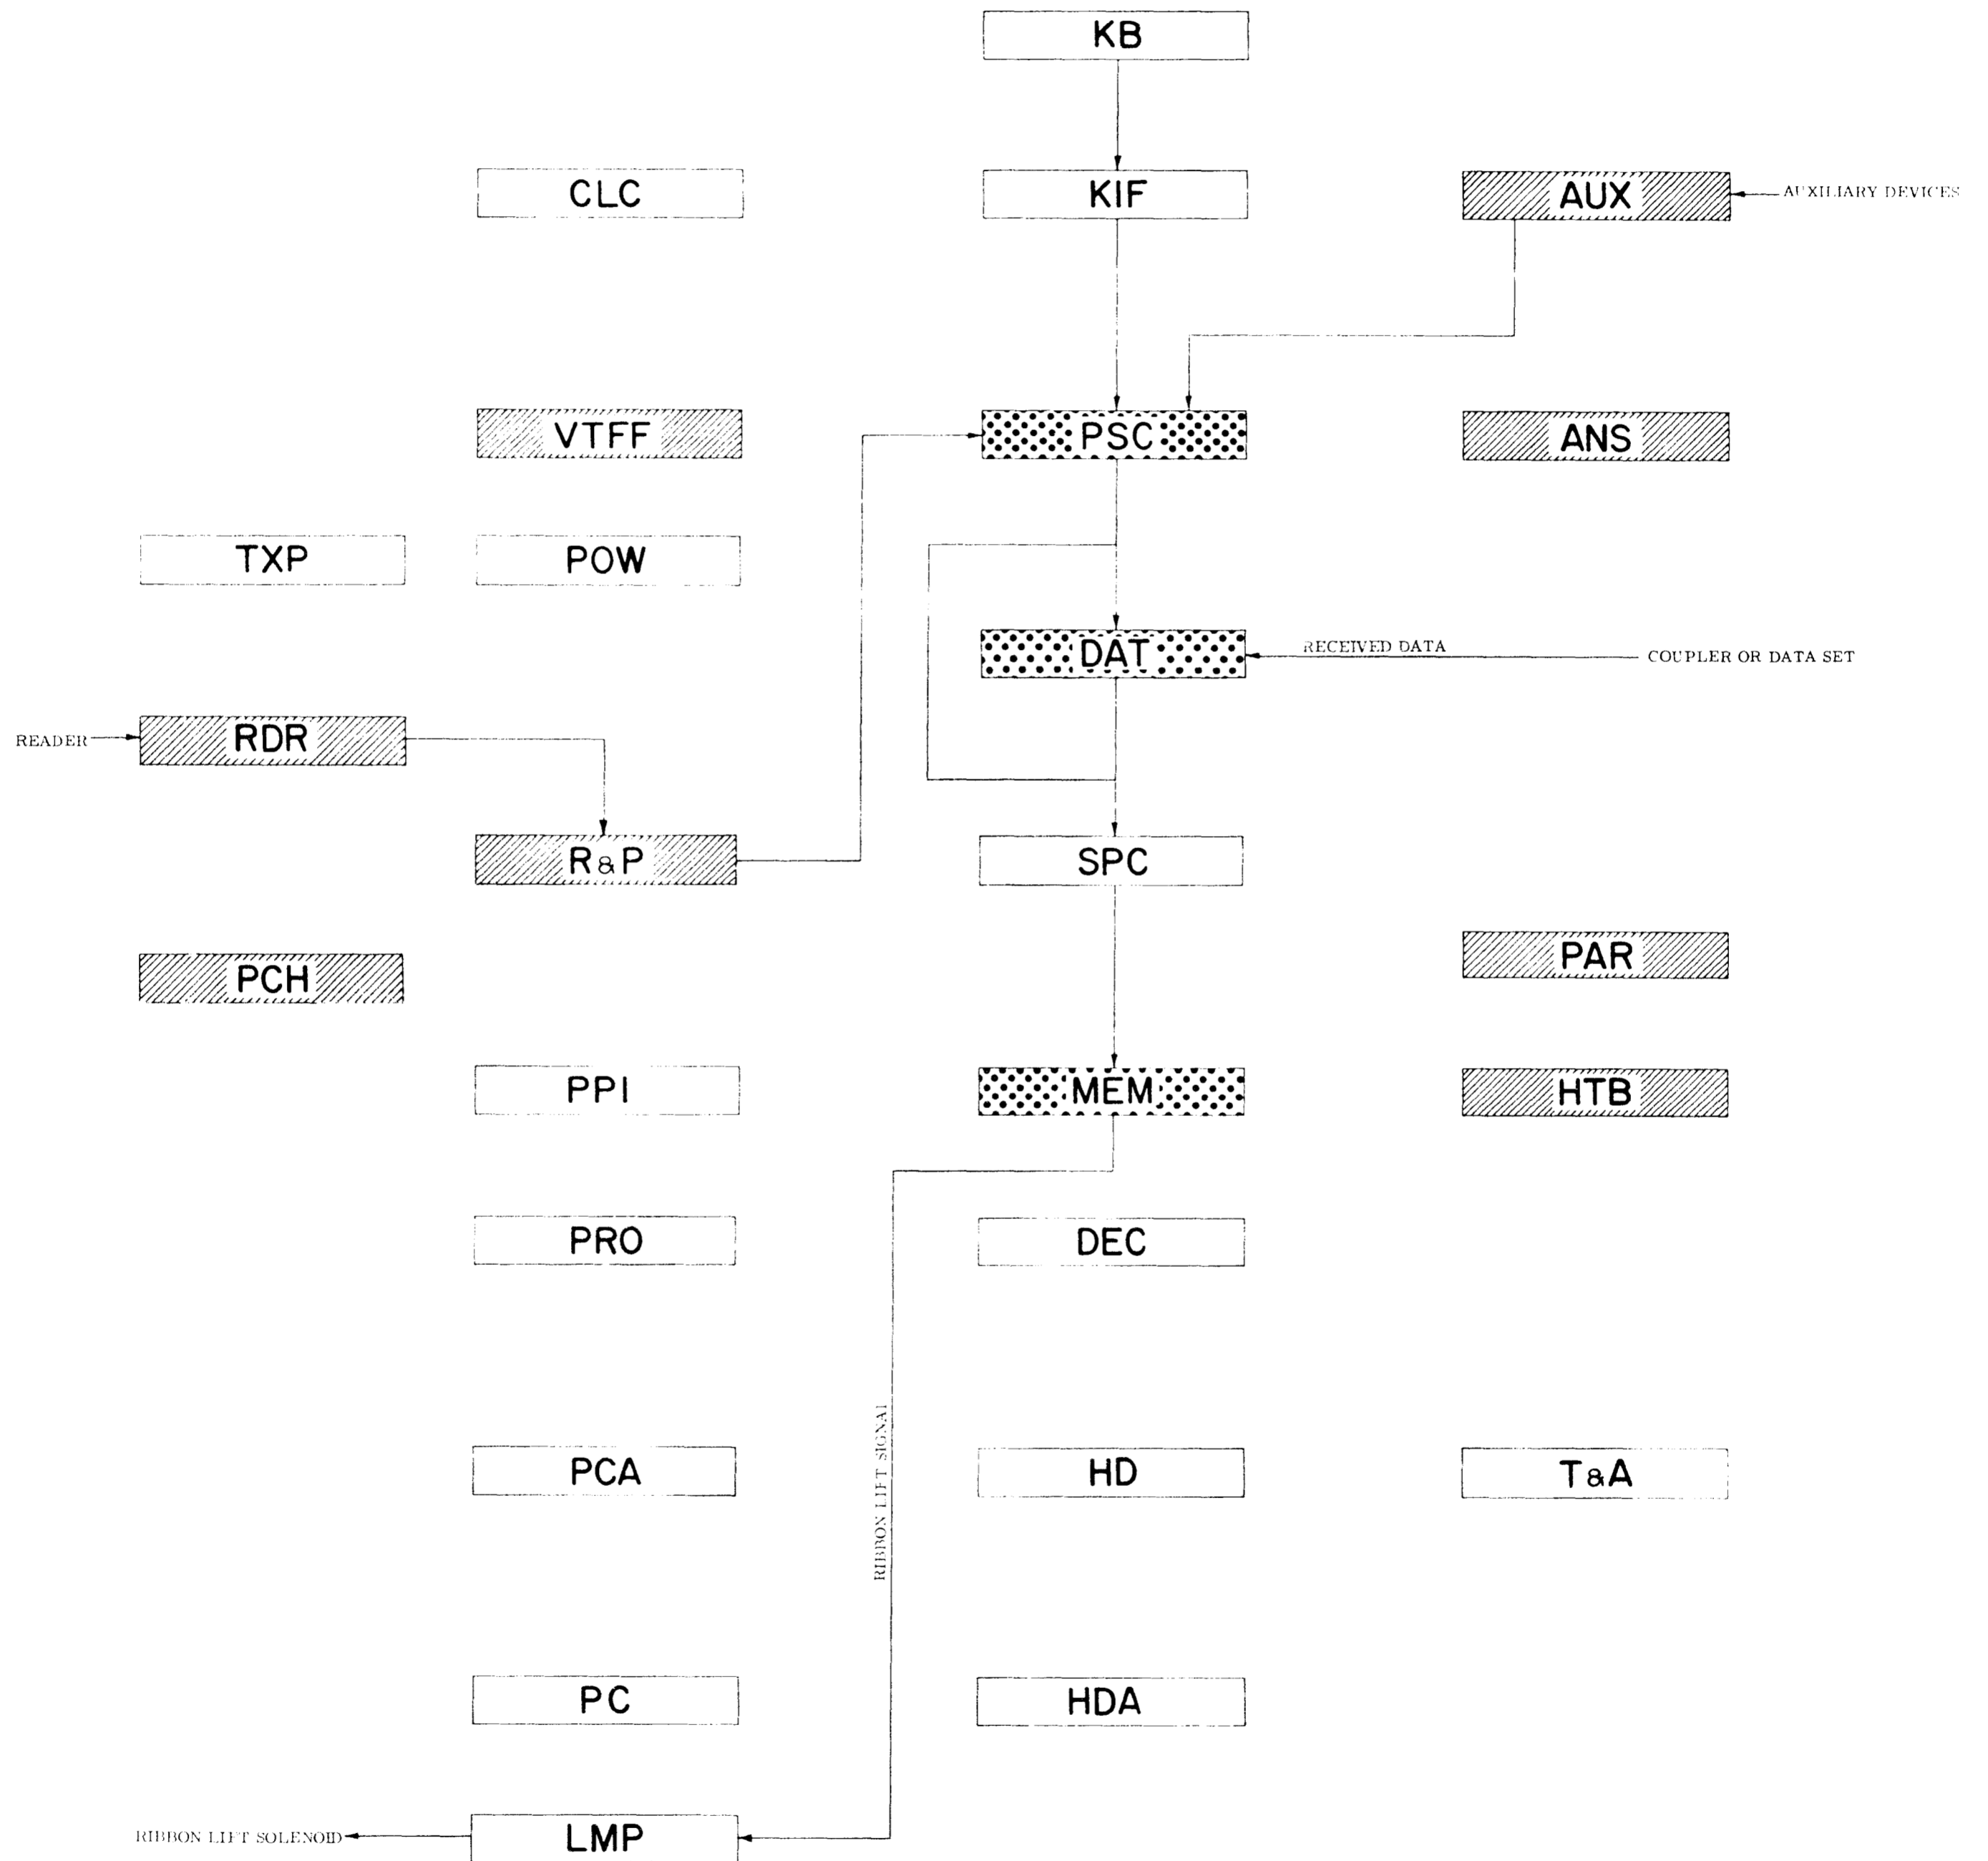 KB
CLC
KIF
AUX
AUXILIARY DEVICES
VTFF
PSC
ANS
TXP
POW
DAT
RECEIVED DATA
COUPLER OR DATA SET
READER
RDR
R&P
SPC
PCH
PAR
PPI
MEM
HTB
PRO
DEC
RIBBON LIFT SIGNAL
PCA
HD
T&A
PC
HDA
RIBBON LIFT SOLENOID
LMP